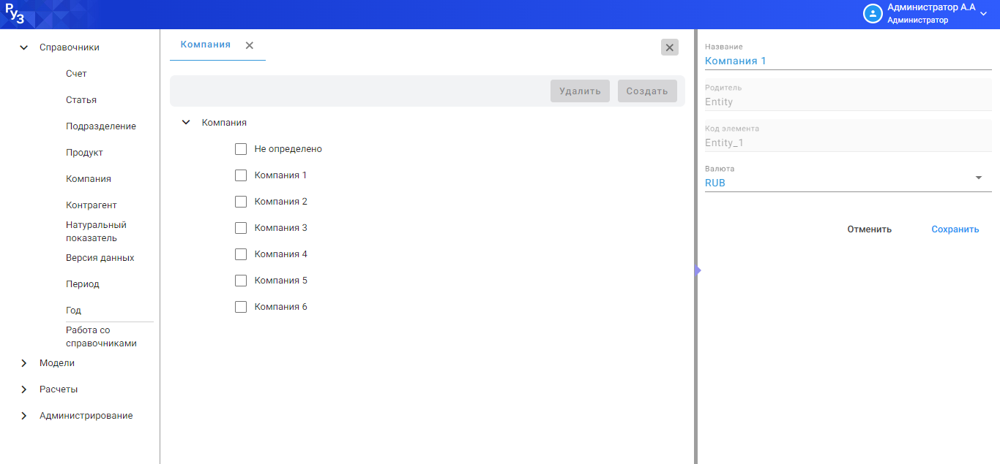 РУЗ
Администратор А.А
Администратор
Справочники
Счет
Статья
Подразделение
Продукт
Компания
Контрагент
Натуральный
показатель
Версия данных
Период
Год
Работа со
справочниками
Модели
Расчеты
Администрирование
Компания
Удалить
Создать
Компания
Не определено
Компания 1
Компания 2
Компания 3
Компания 4
Компания 5
Компания 6
Название
Компания 1
Родитель
Entity
Код элемента
Entity_1
Валюта
RUB
Отменить
Сохранить